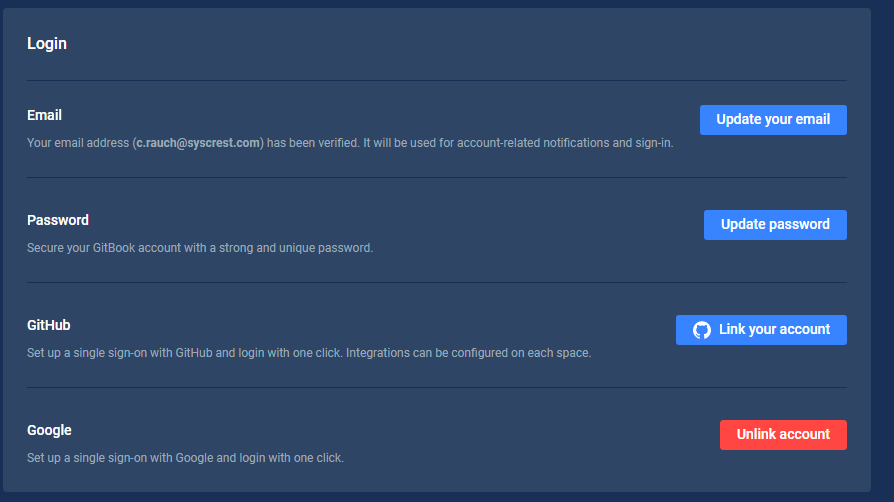 Login
Email
Update your email
Your email address (c.rauch@syscrest.com) has been verified. It will be used for account-related notifications and sign-in.
Password
Update password
Secure your GitBook account with a strong and unique password.
GitHub
Link your account
Set up a single sign-on with GitHub and login with one click. Integrations can be configured on each space.
Google
Unlink account
Set up a single sign-on with Google and login with one click.